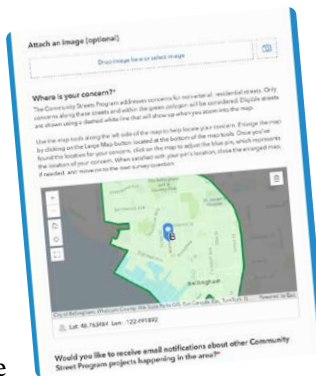 Attach an image (optional)
Drop image here or select image
Where is your concern?*
The Community Streets Program addresses concerns for non-arterial, residential streets. Only
concerns along these streets and within the green polygon will be considered. Eligible streets
are shown using a dashed white line that will show up when you zoom into the map.
Use the map tools along the left side of the map to help locate your concern. Enlarge the map
by clicking on the Large Map button located at the bottom of the map tools. Once you've
found the location for your concern, click on the map to adjust the blue pin, which represents
the location of your concern. When satisfied with your pin's location, close the enlarged map,
if needed, and move on to the next survey question.
B
Bellingham
Powered by Esri
Lat: 48.763464 Lon: -122.491892
Would you like to receive email notifications about other Community
Street Program projects happening in the area?*
e